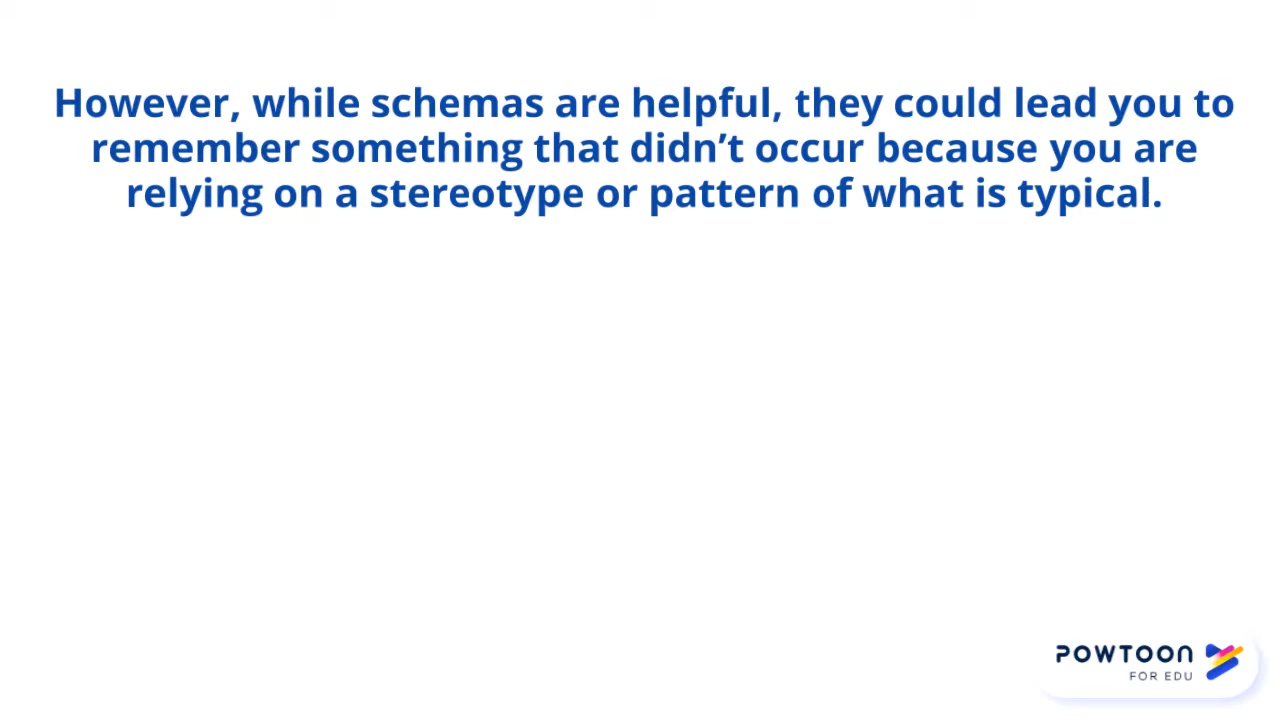 However, while schemas are helpful, they could lead you to
remember something that didn’t occur because you are
relying on a stereotype or pattern of what is typical.
POWTOON
FOR EDU